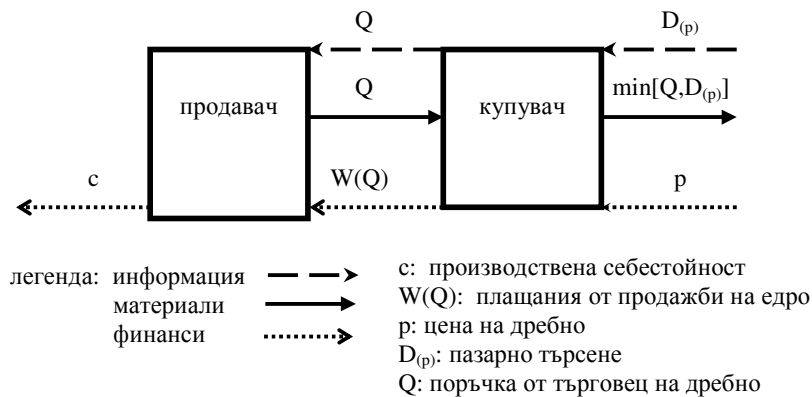 Q
D(p)
продавач
Q
купувач
min[Q,D(p)]
c
W(Q)
p
легенда: информация
материали
финанси
c: производствена себестойност
W(Q): плащания от продажби на едро
p: цена на дребно
D(p): пазарно търсене
Q: поръчка от търговец на дребно